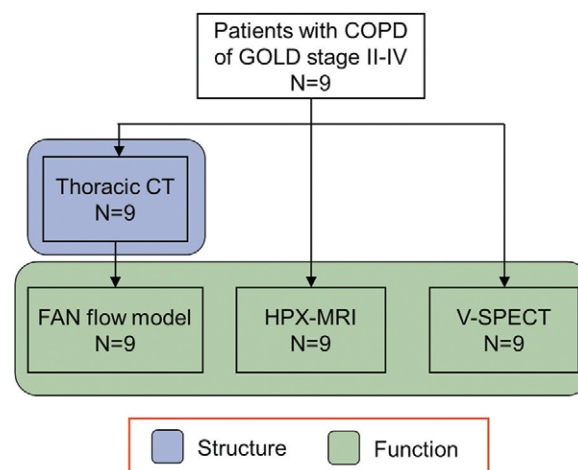 Patients with COPD
of GOLD stage II-IV
N=9
Thoracic CT
N=9
FAN flow model
N=9
HPX-MRI
N=9
V-SPECT
N=9
Structure
Function